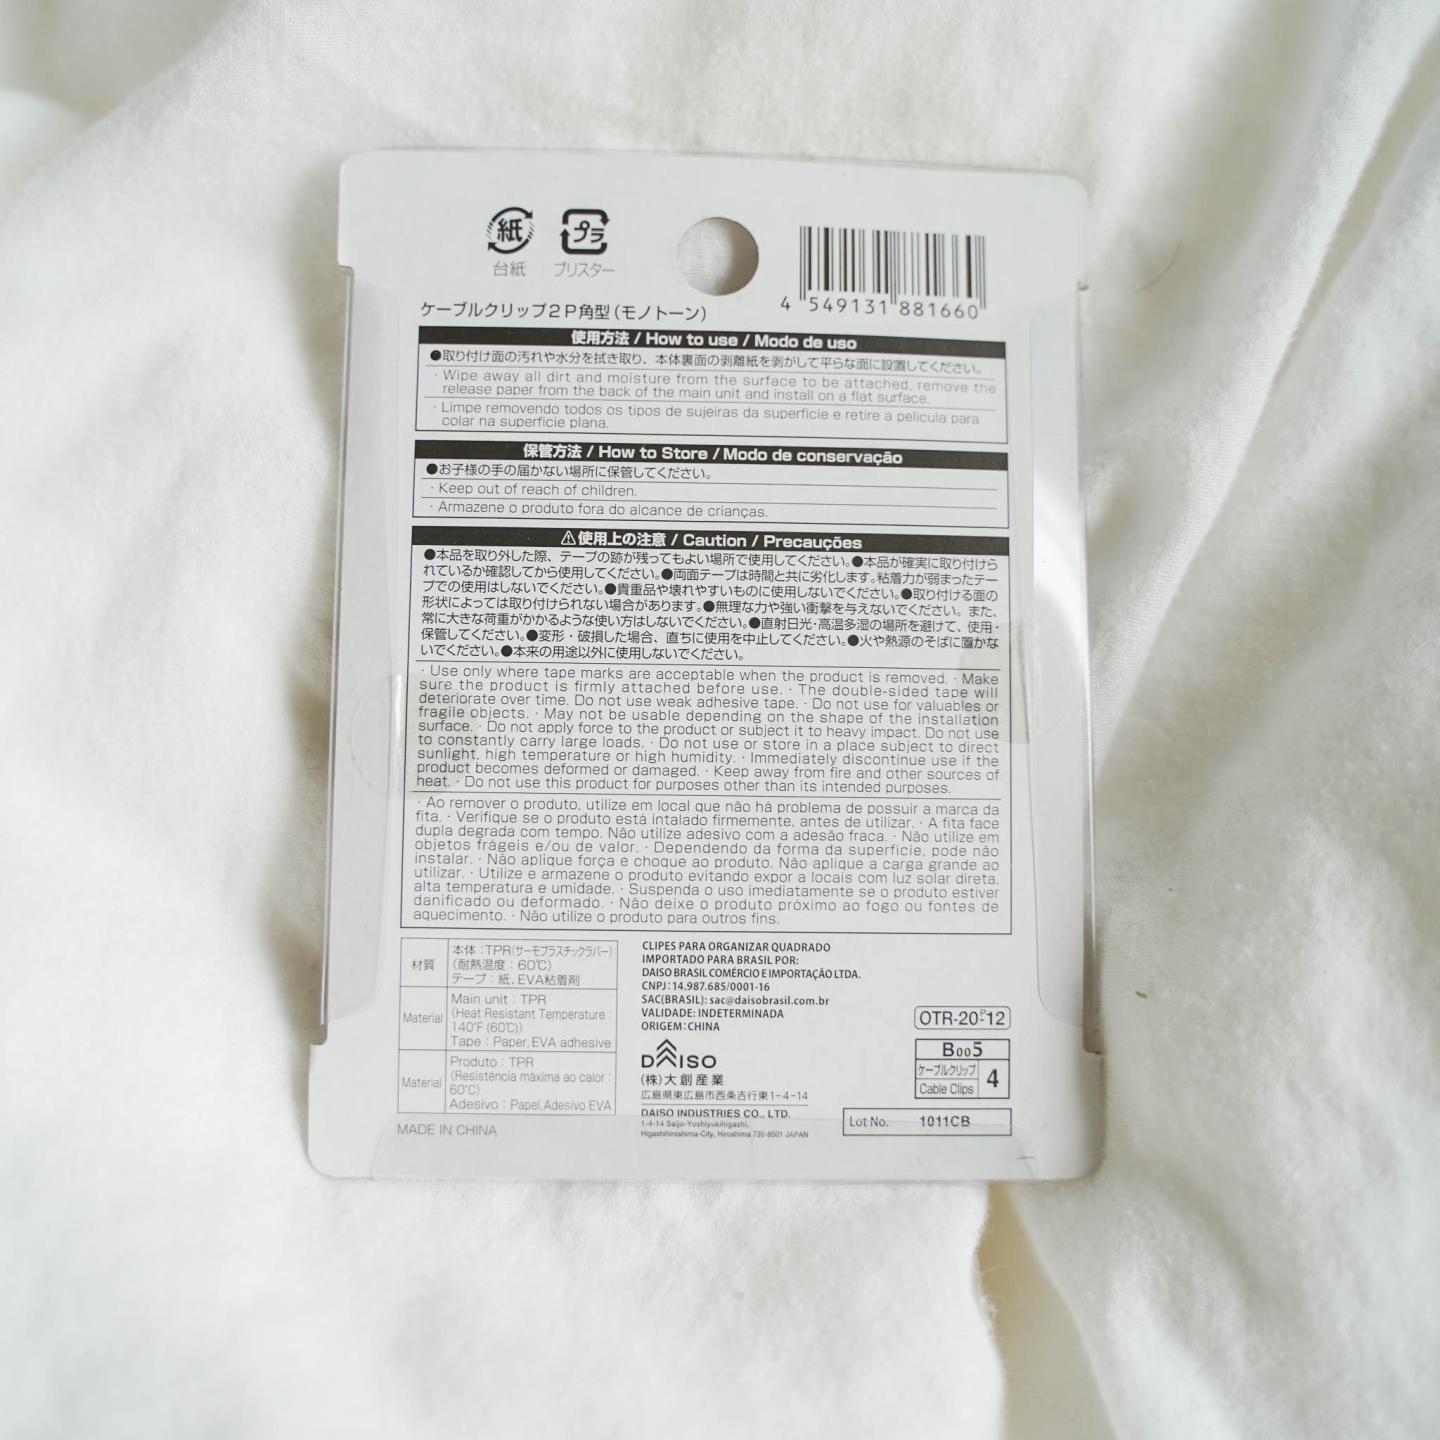 紙
プラ
台紙
ブリスター
4 549131 881660
ケーブルクリップ2P角型(モノトーン)
使用方法 / How to use / Modo de uso
●取り付け面の汚れや水分を拭き取り、本体裏面の剥離紙を剥がして平らな面に設置してください。
· Wipe away all dirt and moisture from the surface to be attached, remove the
release paper from the back of the main unit and install on a flat surface.
· Limpe removendo todos os tipos de sujeiras da superficie e retire a pelicula para
colar na superficie plana.
保管方法 / How to Store / Modo de conservação
●お子様の手の届かない場所に保管してください。
· Keep out of reach of children.
· Armazene o produto fora do alcance de crianças.
⚠使用上の注意 / Caution / Precauções
●本品を取り外した際、テープの跡が残ってもよい場所で使用してください。●本品が確実に取り付けら
れているか確認してから使用してください。●両面テープは時間と共に劣化します。粘着力が弱まったテー
プでの使用はしないでください。●貴重品や壊れやすいものに使用しないでください。●取り付ける面の
形状によっては取り付けられない場合があります。●無理な力や強い衝撃を与えないでください。また、
常に大きな荷重がかかるような使い方はしないでください。●直射日光・高温多湿の場所を避けて、使用・
保管してください。●変形・破損した場合、直ちに使用を中止してください。●火や熱源のそばに置かな
いでください。●本来の用途以外に使用しないでください。
· Use only where tape marks are acceptable when the product is removed. · Make
sure the product is firmly attached before use. · The double-sided tape will
deteriorate over time. Do not use weak adhesive tape. · Do not use for valuables or
fragile objects. · May not be usable depending on the shape of the installation
surface. · Do not apply force to the product or subject it to heavy impact. Do not use
to constantly carry large loads. · Do not use or store in a place subject to direct
sunlight, high temperature or high humidity. · Immediately discontinue use if the
product becomes deformed or damaged. · Keep away from fire and other sources of
heat. · Do not use this product for purposes other than its intended purposes.
· Ao remover o produto, utilize em local que não há problema de possuir a marca da
fita. · Verifique se o produto está intalado firmemente, antes de utilizar. · A fita face
dupla degrada com tempo. Não utilize adesivo com a adesão fraca. · Não utilize em
objetos frágeis e/ou de valor. · Dependendo da forma da superficie, pode não
instalar. · Não aplique força e choque ao produto. Não aplique a carga grande ao
utilizar. · Utilize e armazene o produto evitando expor a locais com luz solar direta,
alta temperatura e umidade. · Suspenda o uso imediatamente se o produto estiver
danificado ou deformado. · Não deixe o produto próximo ao fogo ou fontes de
aquecimento. · Não utilize o produto para outros fins.
材質
本体：TPR(サーモプラスチックラバー)
(耐熱温度：60℃)
テープ：紙、EVA粘着剤
Material
Main unit : TPR
(Heat Resistant Temperature :
140°F (60℃))
Tape : Paper, EVA adhesive
Material
Produto : TPR
(Resistência máxima ao calor :
60℃)
Adesivo : Papel, Adesivo EVA
MADE IN CHINA
CLIPES PARA ORGANIZAR QUADRADO
IMPORTADO PARA BRASIL POR:
DAISO BRASIL COMÉRCIO E IMPORTAÇÃO LTDA.
CNPJ: 14.987.685/0001-16
SAC(BRASIL): sac@daisobrasil.com.br
VALIDADE: INDETERMINADA
ORIGEM: CHINA
DAISO
(株)大創産業
広島県東広島市西条吉行東1-4-14
DAISO INDUSTRIES CO., LTD.
1-4-14 Saijo-Yoshiyukihigashi,
Higashihiroshima-City, Hiroshima 739-8501 JAPAN
OTR-20-P-12
B005
ケーブルクリップ
Cable Clips
4
Lot No. 1011CB